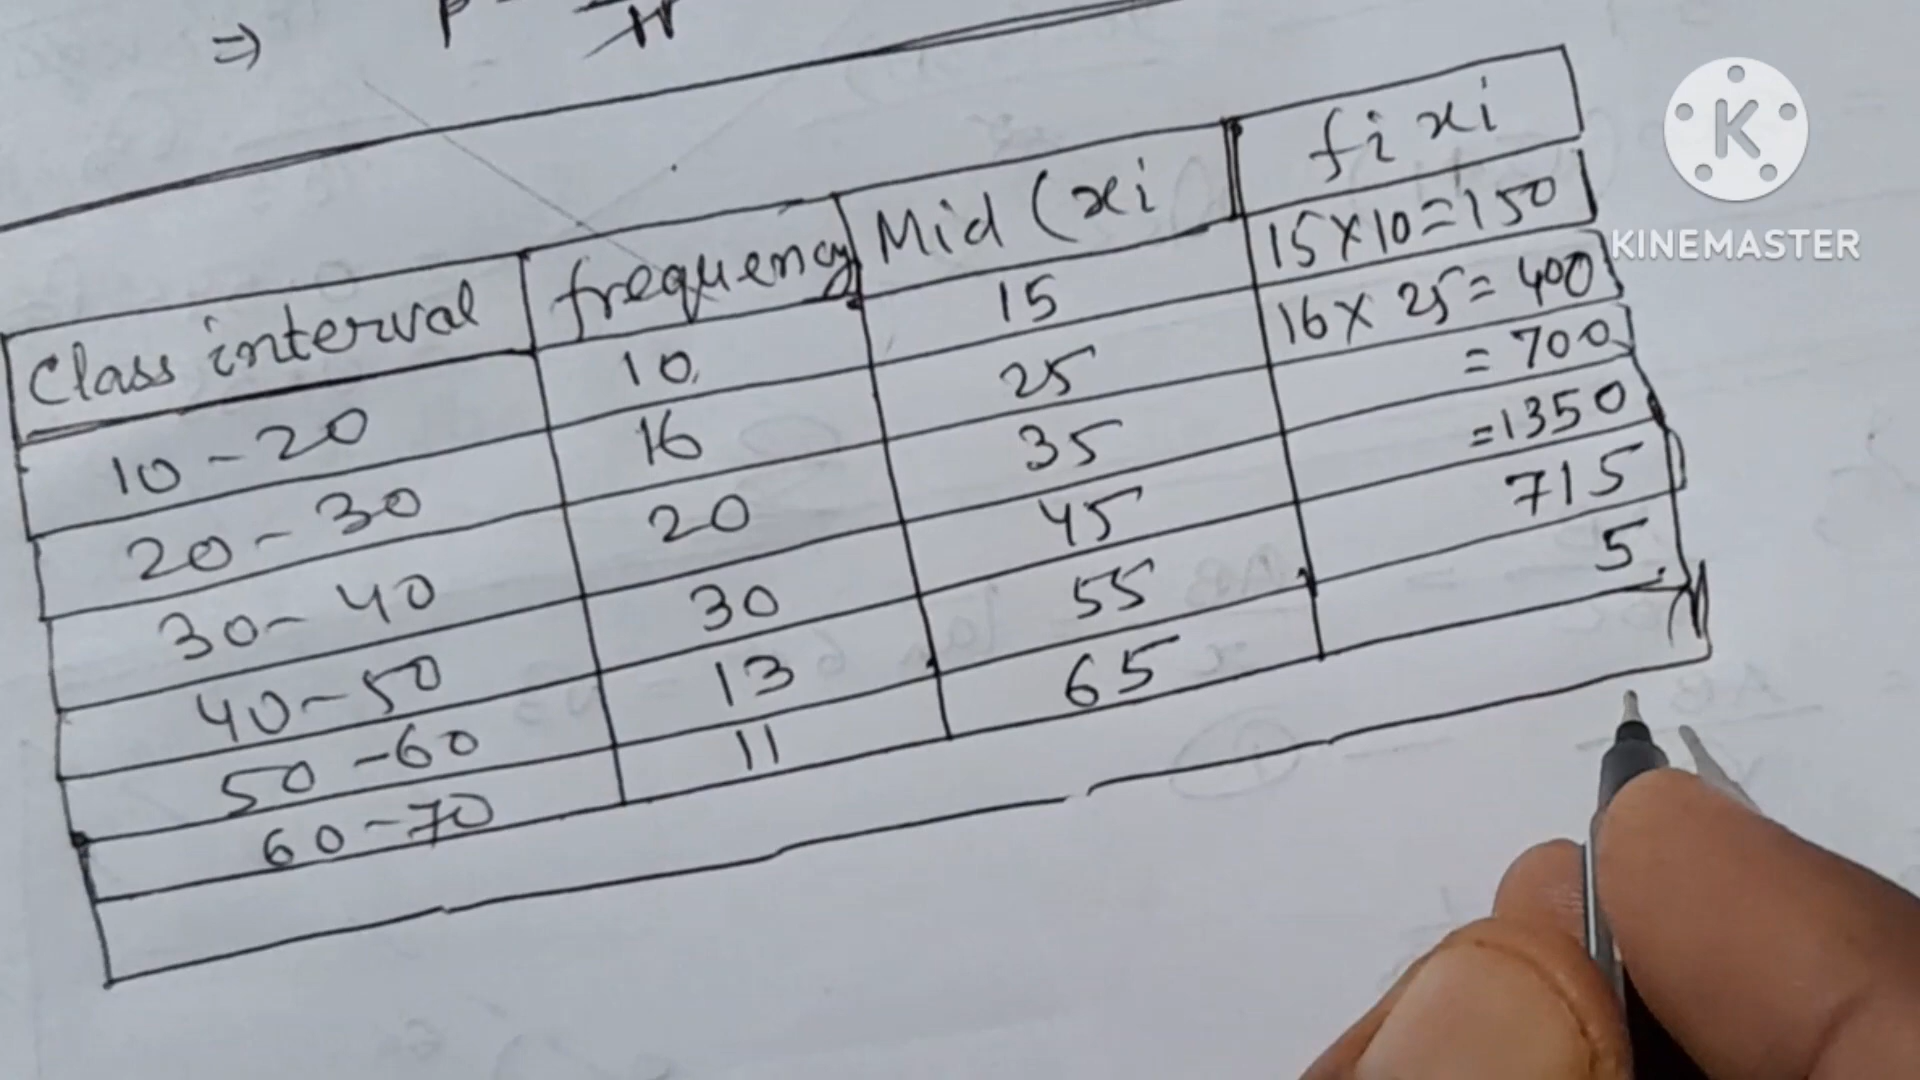 ⇒ P
K
KINEMASTER
Class interval frequency Mid (xi fi xi
10-20 10 15 15×10=150
20-30 16 25 16×25=400
30-40 20 35 =700
40-50 30 45 =1350
50-60 13 55 715
60-70 11 65 5